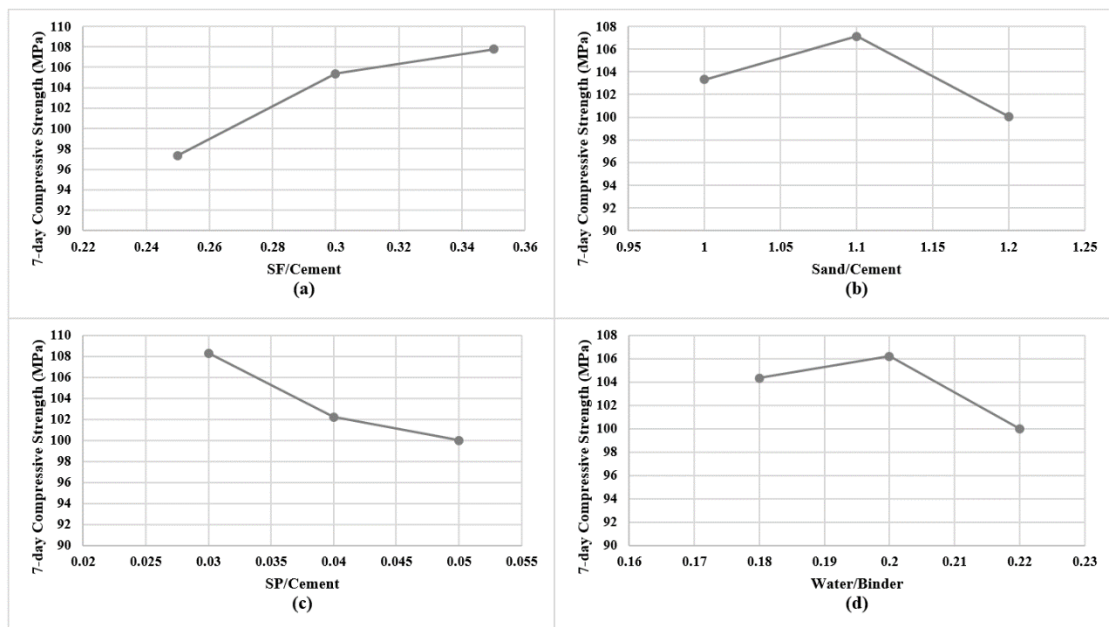 7-day Compressive Strength (MPa)
110
108
106
104
102
100
98
96
94
92
90
0.22 0.24 0.26 0.28 0.3 0.32 0.34 0.36
SF/Cement
(a)
7-day Compressive Strength (MPa)
108
106
104
102
100
98
96
94
92
90
0.95 1 1.05 1.1 1.15 1.2 1.25
Sand/Cement
(b)
7-day Compressive Strength (MPa)
110
108
106
104
102
100
98
96
94
92
90
0.02 0.025 0.03 0.035 0.04 0.045 0.05 0.055
SP/Cement
(c)
7-day Compressive Strength (MPa)
108
106
104
102
100
98
96
94
92
90
0.16 0.17 0.18 0.19 0.2 0.21 0.22 0.23
Water/Binder
(d)